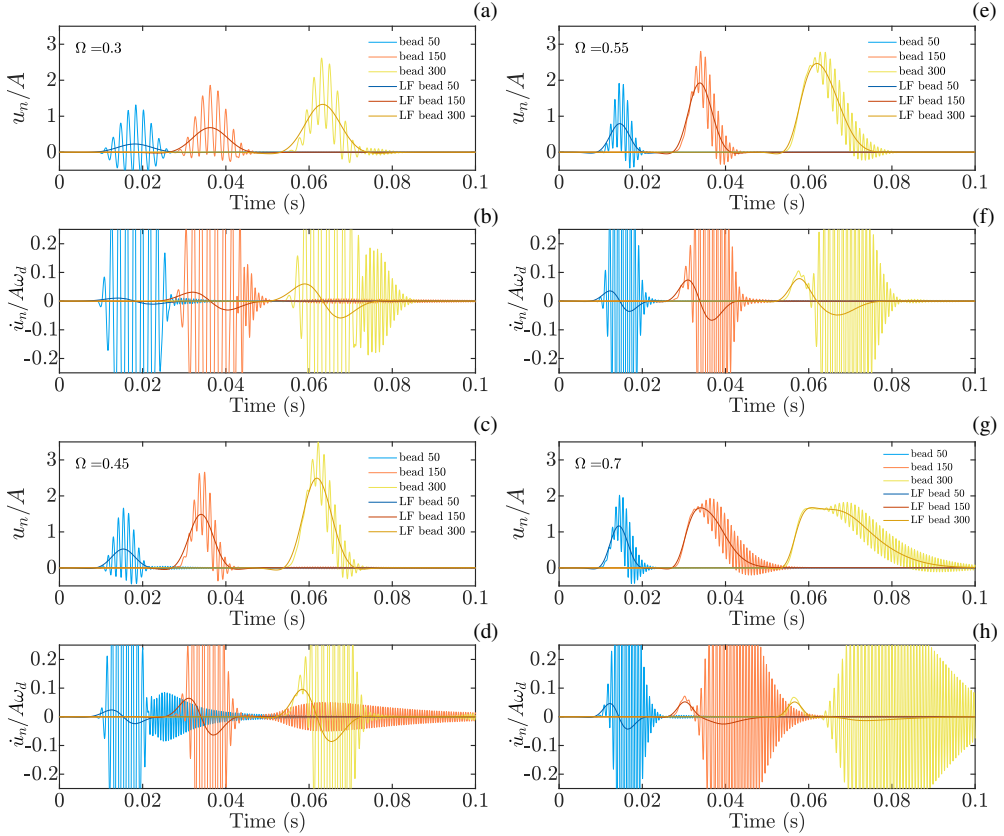 (a)
Ω =0.3
bead 50
bead 150
bead 300
LF bead 50
LF bead 150
LF bead 300
u_n/A
3
2
1
0
0 0.02 0.04 0.06 0.08 0.1
Time (s)
(b)
u̇_n/Aω_d
0.2
0.1
0
-0.1
-0.2
0 0.02 0.04 0.06 0.08 0.1
Time (s)
(c)
Ω =0.45
bead 50
bead 150
bead 300
LF bead 50
LF bead 150
LF bead 300
u_n/A
3
2
1
0
0 0.02 0.04 0.06 0.08 0.1
Time (s)
(d)
u̇_n/Aω_d
0.2
0.1
0
-0.1
-0.2
0 0.02 0.04 0.06 0.08 0.1
Time (s)
(e)
Ω =0.55
bead 50
bead 150
bead 300
LF bead 50
LF bead 150
LF bead 300
u_n/A
3
2
1
0
0 0.02 0.04 0.06 0.08 0.1
Time (s)
(f)
u̇_n/Aω_d
0.2
0.1
0
-0.1
-0.2
0 0.02 0.04 0.06 0.08 0.1
Time (s)
(g)
Ω =0.7
bead 50
bead 150
bead 300
LF bead 50
LF bead 150
LF bead 300
u_n/A
3
2
1
0
0 0.02 0.04 0.06 0.08 0.1
Time (s)
(h)
u̇_n/Aω_d
0.2
0.1
0
-0.1
-0.2
0 0.02 0.04 0.06 0.08 0.1
Time (s)